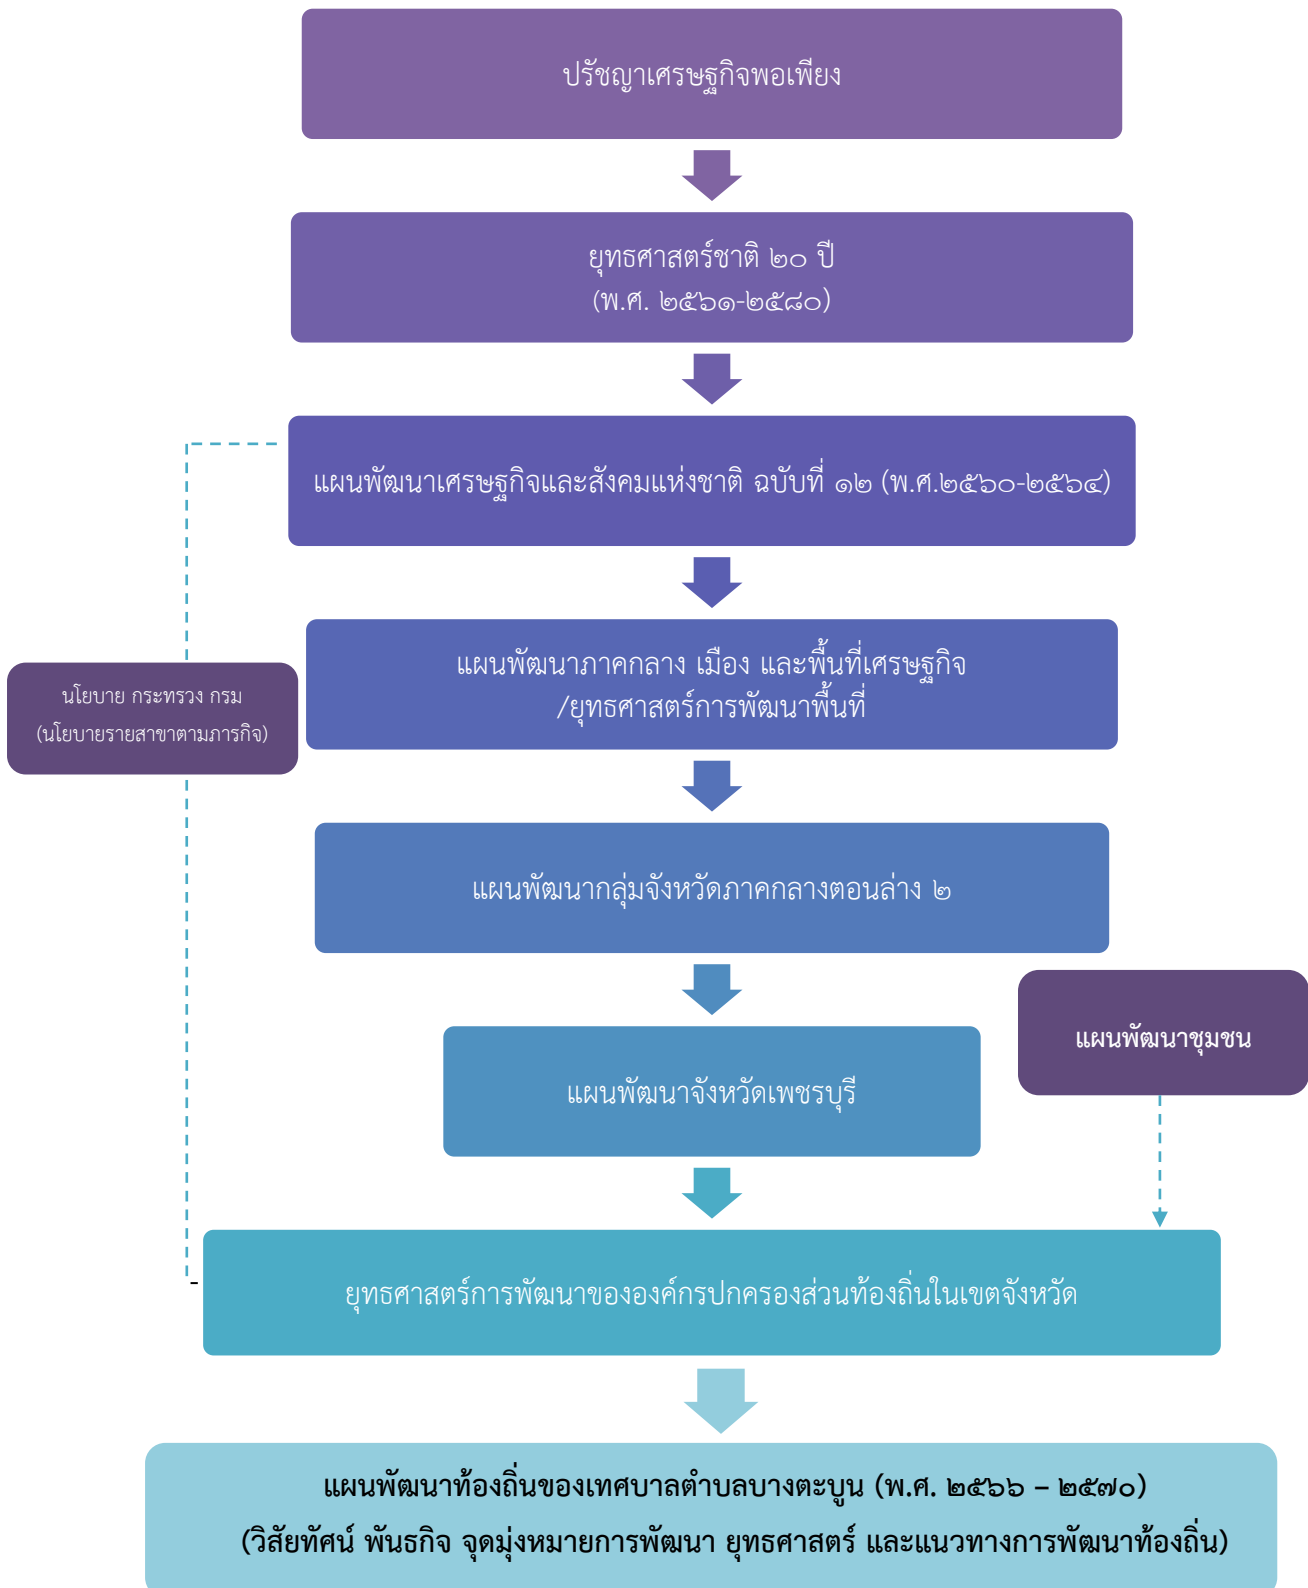 ปรัชญาเศรษฐกิจพอเพียง
ยุทธศาสตร์ชาติ ๒๐ ปี
(พ.ศ. ๒๕๖๑-๒๕๘๐)
แผนพัฒนาเศรษฐกิจและสังคมแห่งชาติ ฉบับที่ ๑๒ (พ.ศ.๒๕๖๐-๒๕๖๔)
แผนพัฒนาภาคกลาง เมือง และพื้นที่เศรษฐกิจ
/ยุทธศาสตร์การพัฒนาพื้นที่
นโยบาย กระทรวง กรม
(นโยบายรายสาขาตามภารกิจ)
แผนพัฒนากลุ่มจังหวัดภาคกลางตอนล่าง ๒
แผนพัฒนาชุมชน
แผนพัฒนาจังหวัดเพชรบุรี
ยุทธศาสตร์การพัฒนาขององค์กรปกครองส่วนท้องถิ่นในเขตจังหวัด
แผนพัฒนาท้องถิ่นของเทศบาลตำบลบางตะบูน (พ.ศ. ๒๕๖๖ – ๒๕๗๐)
(วิสัยทัศน์ พันธกิจ จุดมุ่งหมายการพัฒนา ยุทธศาสตร์ และแนวทางการพัฒนาท้องถิ่น)